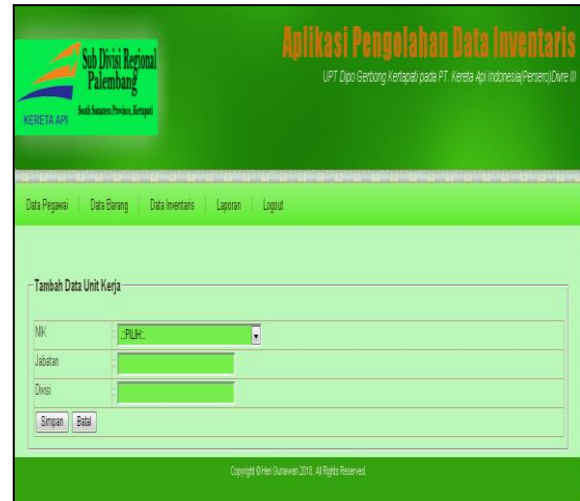 Aplikasi Pengolahan Data Inventaris
UPT Dipo Gerbong Kertapati pada PT. Kereta Api Indonesia(Persero)Divre III
Sub Divisi Regional
Palembang
South Sumatera Province, Kertapati
KERETA API
Data Pegawai Data Barang Data Inventaris Laporan Logout
Tambah Data Unit Kerja
NIK : .::PILIH::.
Jabatan :
Divisi :
Simpan Batal
Copyright © Heri Gunawan 2018. All Rights Reserved.